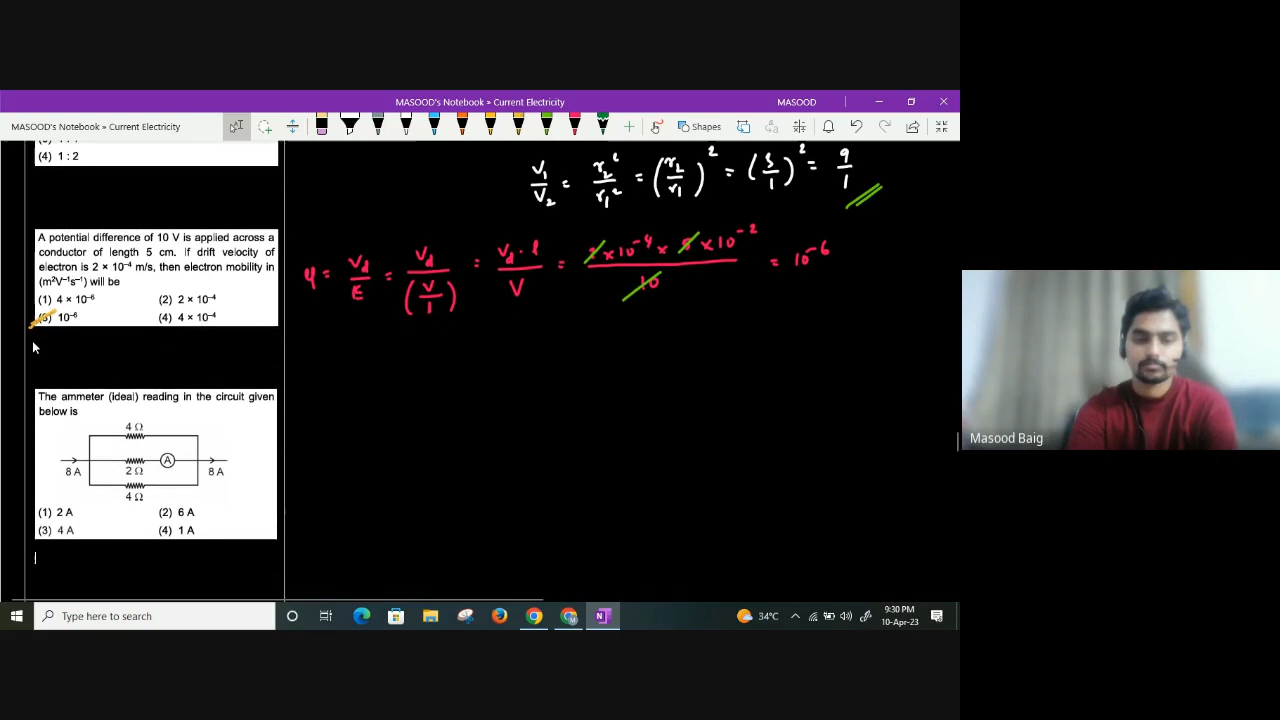 MASOOD's Notebook » Current Electricity
MASOOD
MASOOD's Notebook » Current Electricity
Shapes
(4) 1 : 2
V₁/V₂ = r₂²/r₁² = (r₂/r₁)² = (3/1)² = 9/1
A potential difference of 10 V is applied across a
conductor of length 5 cm. If drift velocity of
electron is 2 × 10⁻⁴ m/s, then electron mobility in
(m²V⁻¹s⁻¹) will be
(1) 4 × 10⁻⁶ (2) 2 × 10⁻⁴
(3) 10⁻⁶ (4) 4 × 10⁻⁴
μ = Vd/E = Vd/(V/l) = Vd·l/V = 2 × 10⁻⁴ × 5 × 10⁻²/10 = 10⁻⁶
The ammeter (ideal) reading in the circuit given
below is
4 Ω
A
8 A 2 Ω 8 A
4 Ω
(1) 2 A (2) 6 A
(3) 4 A (4) 1 A
Masood Baig
Type here to search
34°C
9:30 PM
10-Apr-23